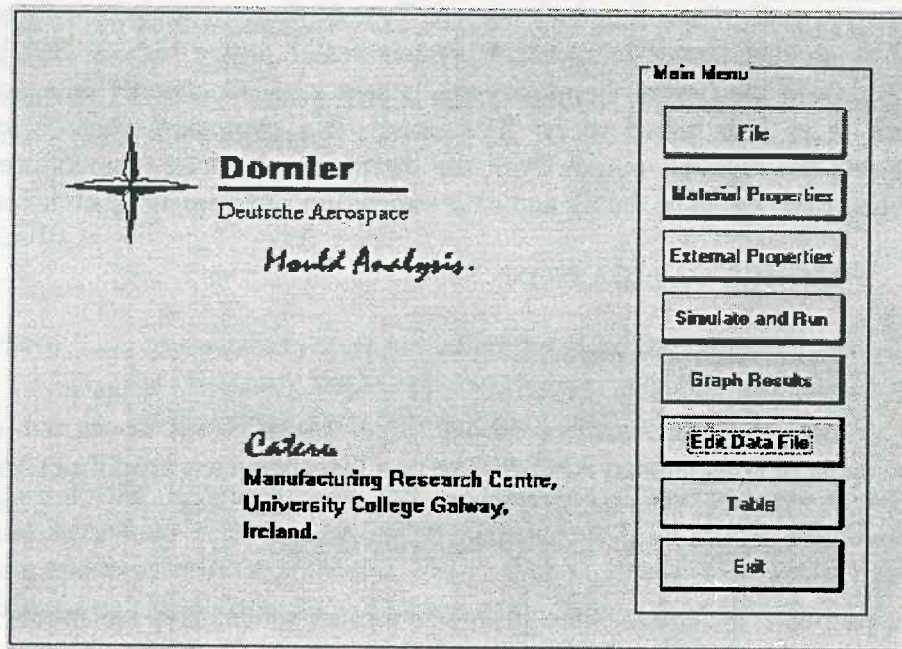 Dornier
Deutsche Aerospace
Mould Analysis.
Manufacturing Research Centre,
University College Galway,
Ireland.
Main Menu
File
Material Properties
External Properties
Simulate and Run
Graph Results
Edit Data File
Table
Exit